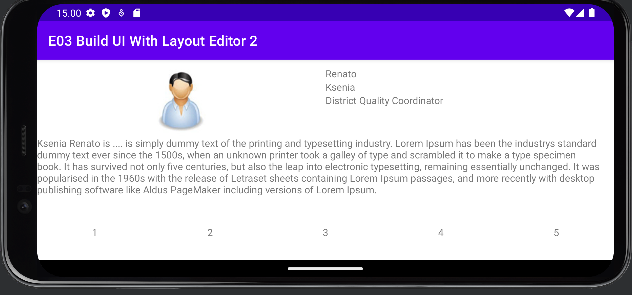 15.00
E03 Build UI With Layout Editor 2
Renato
Ksenia
District Quality Coordinator
Ksenia Renato is .... is simply dummy text of the printing and typesetting industry. Lorem Ipsum has been the industrys standard
dummy text ever since the 1500s, when an unknown printer took a galley of type and scrambled it to make a type specimen
book. It has survived not only five centuries, but also the leap into electronic typesetting, remaining essentially unchanged. It was
popularised in the 1960s with the release of Letraset sheets containing Lorem Ipsum passages, and more recently with desktop
publishing software like Aldus PageMaker including versions of Lorem Ipsum.
1 2 3 4 5